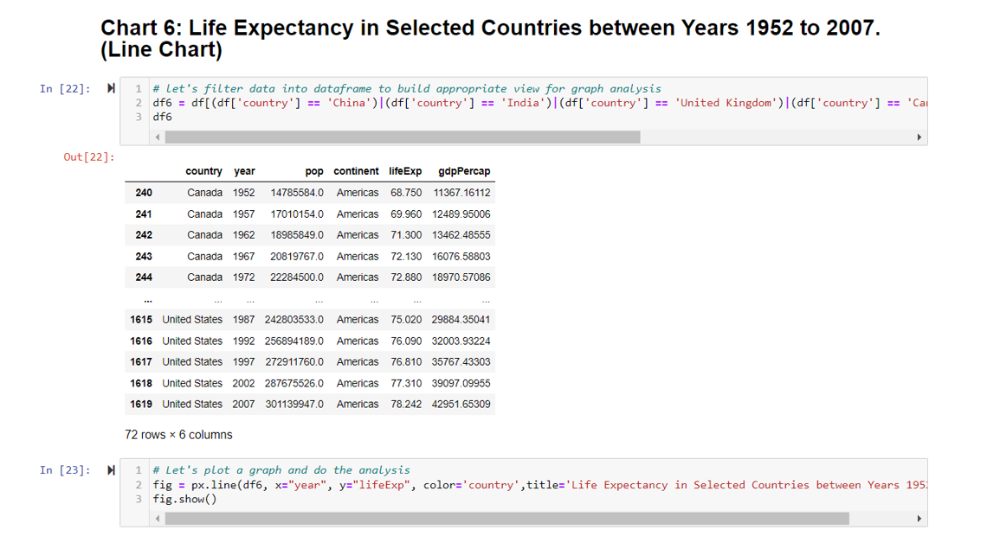 Chart 6: Life Expectancy in Selected Countries between Years 1952 to 2007.
(Line Chart)
In [22]:
1 # let's filter data into dataframe to build appropriate view for graph analysis
2 df6 = df[(df['country'] == 'China')|(df['country'] == 'India')|(df['country'] == 'United Kingdom')|(df['country'] == 'Can
3 df6
Out[22]:
country year pop continent lifeExp gdpPercap
240 Canada 1952 14785584.0 Americas 68.750 11367.16112
241 Canada 1957 17010154.0 Americas 69.960 12489.95006
242 Canada 1962 18985849.0 Americas 71.300 13462.48555
243 Canada 1967 20819767.0 Americas 72.130 16076.58803
244 Canada 1972 22284500.0 Americas 72.880 18970.57086
... ... ... ... ... ... ...
1615 United States 1987 242803533.0 Americas 75.020 29884.35041
1616 United States 1992 256894189.0 Americas 76.090 32003.93224
1617 United States 1997 272911760.0 Americas 76.810 35767.43303
1618 United States 2002 287675526.0 Americas 77.310 39097.09955
1619 United States 2007 301139947.0 Americas 78.242 42951.65309
72 rows × 6 columns
In [23]:
1 # Let's plot a graph and do the analysis
2 fig = px.line(df6, x="year", y="lifeExp", color='country',title='Life Expectancy in Selected Countries between Years 195
3 fig.show()